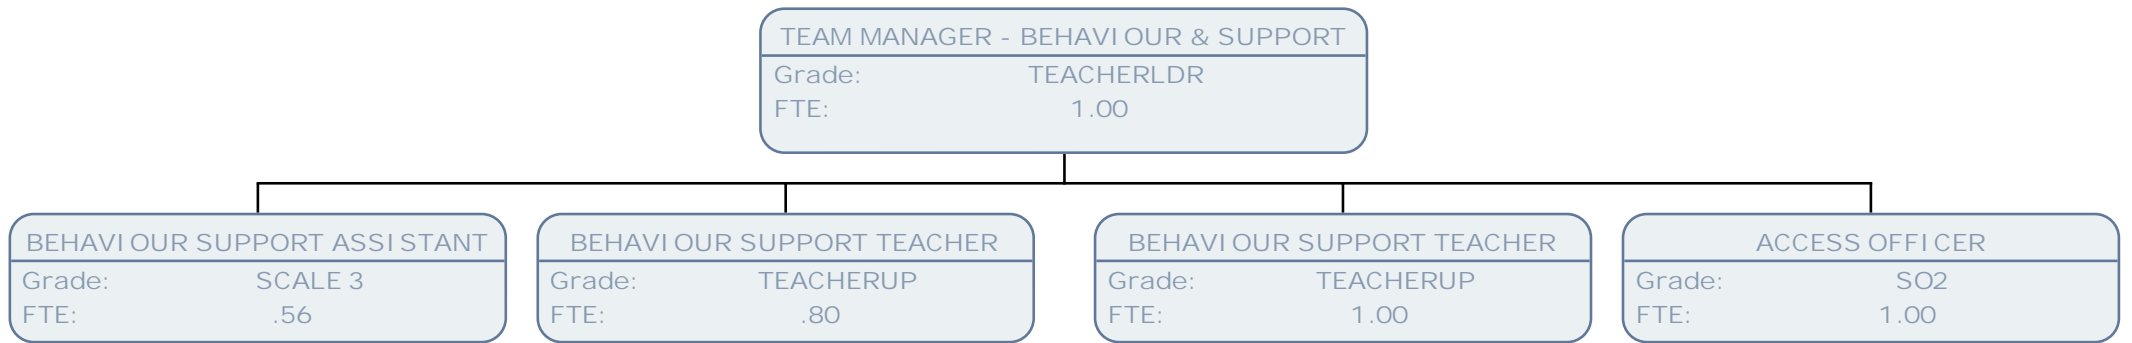 TEAM MANAGER - BEHAVIOUR & SUPPORT
Grade: TEACHERLDR
FTE: 1.00
BEHAVIOUR SUPPORT ASSISTANT
Grade: SCALE 3
FTE: .56
BEHAVIOUR SUPPORT TEACHER
Grade: TEACHERUP
FTE: .80
BEHAVIOUR SUPPORT TEACHER
Grade: TEACHERUP
FTE: 1.00
ACCESS OFFICER
Grade: SO2
FTE: 1.00